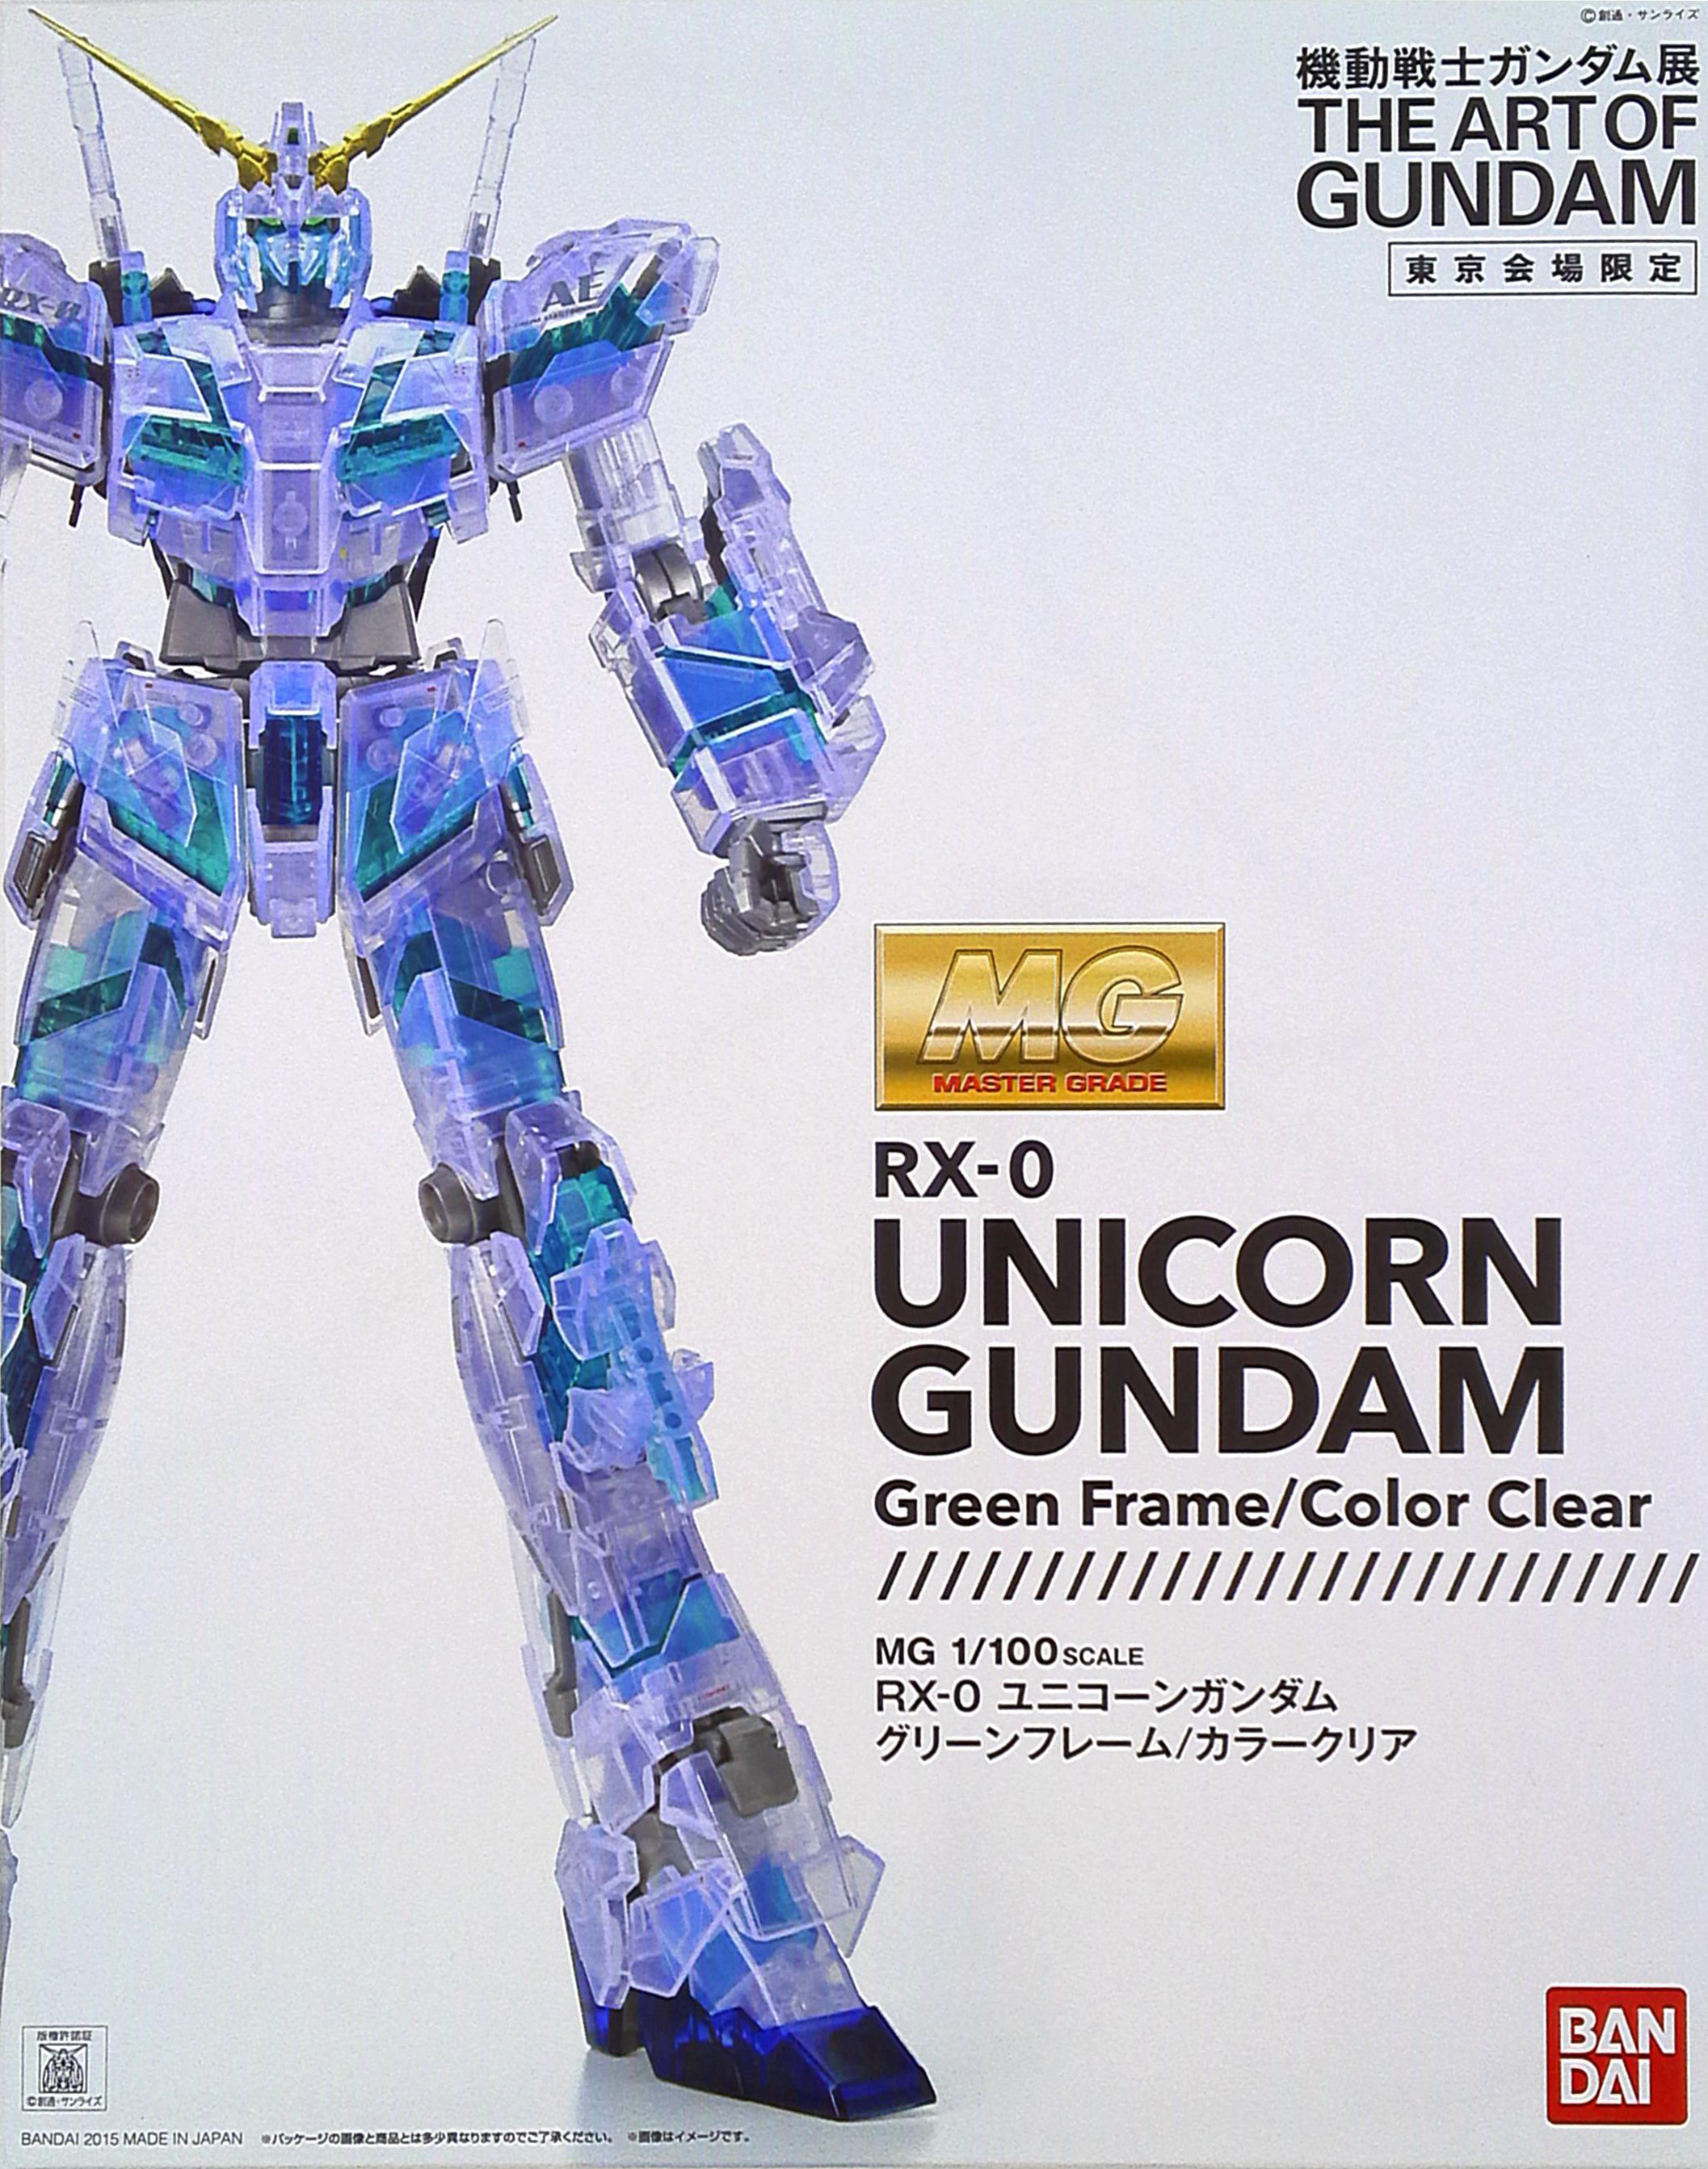 ©創通・サンライズ
機動戦士ガンダム展
THE ART OF
GUNDAM
東京会場限定
RX-0
AE
MG
MASTER GRADE
RX-0
UNICORN
GUNDAM
Green Frame/Color Clear
////////////////////////////
MG 1/100 SCALE
RX-0 ユニコーンガンダム
グリーンフレーム/カラークリア
BAN
DAI
版権許諾証
©創通・サンライズ
BANDAI 2015 MADE IN JAPAN ※パッケージの画像と商品とは多少異なりますのでご了承ください。 ※画像はイメージです。